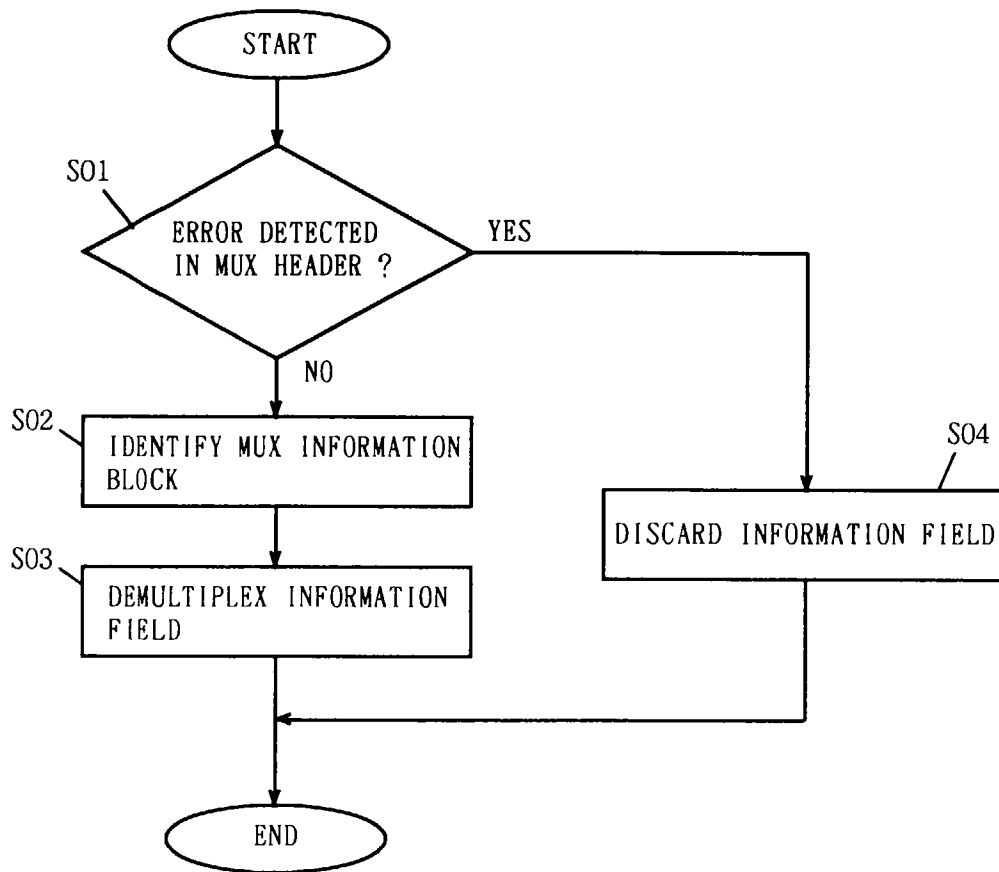 START
S01
ERROR DETECTED
IN MUX HEADER ?
YES
NO
S02
IDENTIFY MUX INFORMATION
BLOCK
S04
DISCARD INFORMATION FIELD
S03
DEMULTIPLEX INFORMATION
FIELD
END